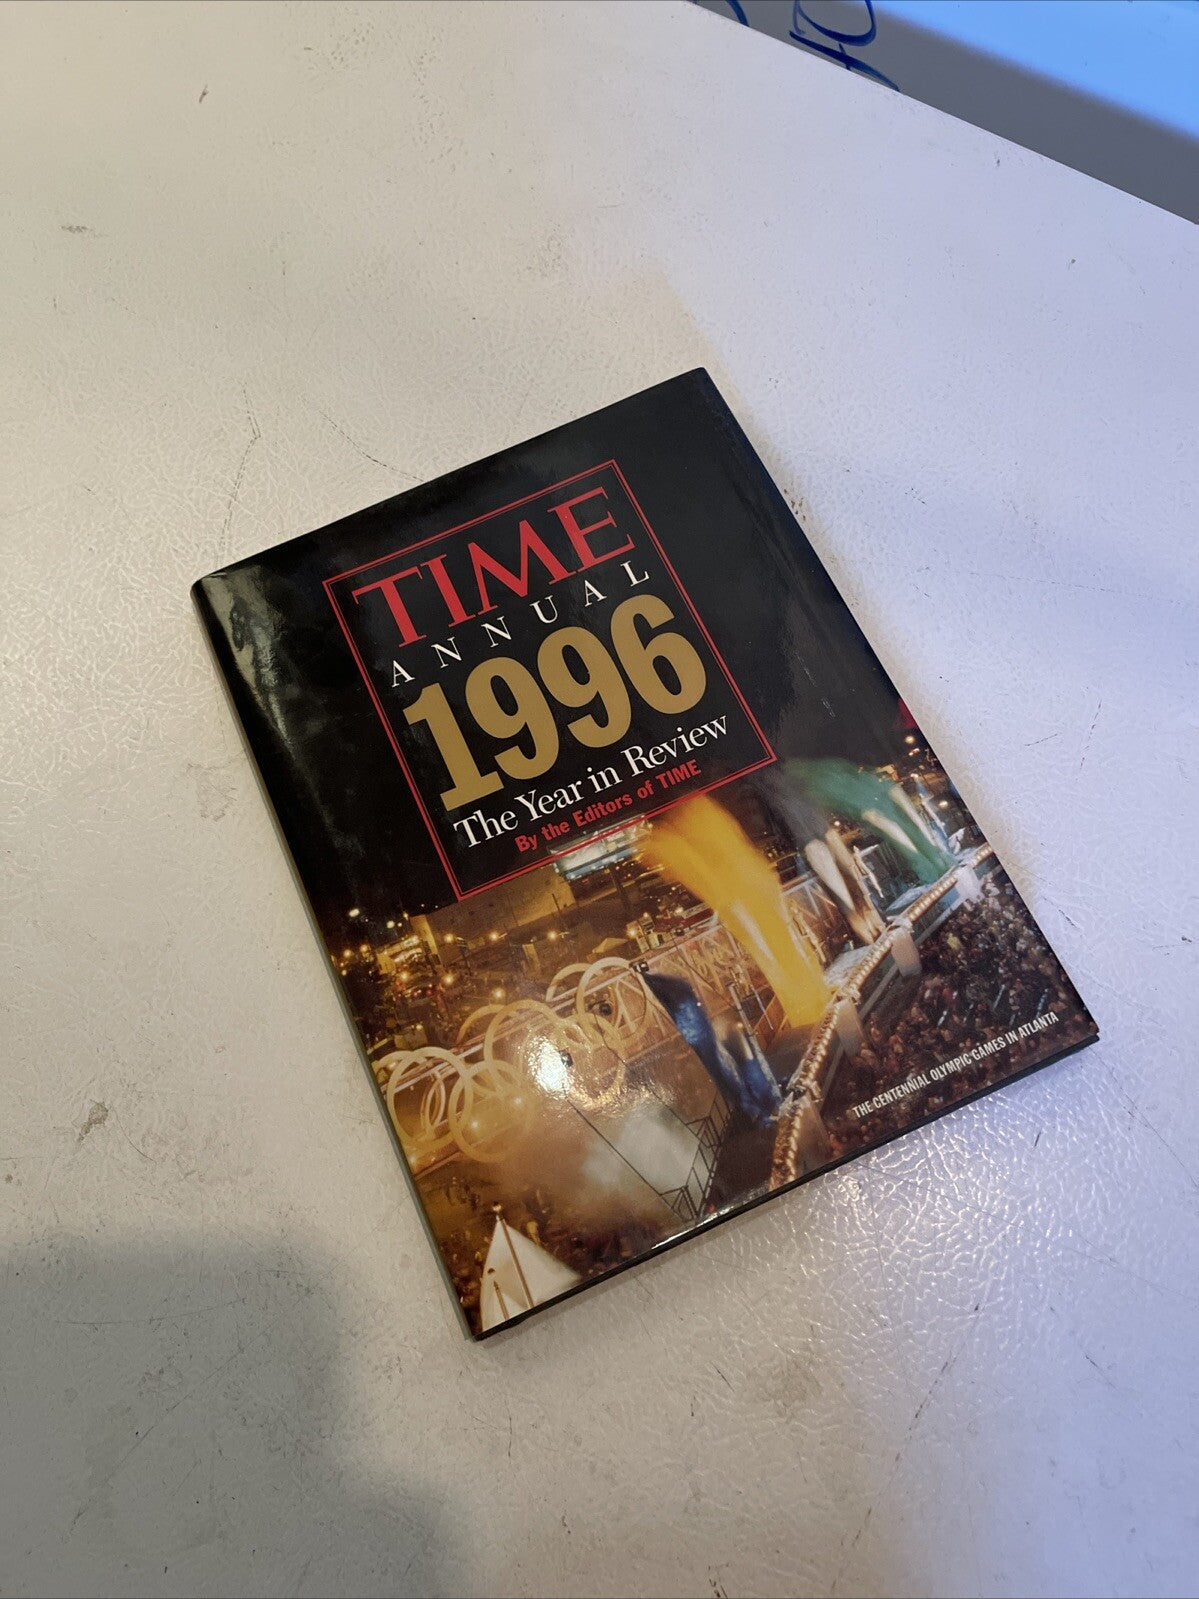 TIME
ANNUAL
1996
The Year in Review
By the Editors of TIME
THE CENTENNIAL OLYMPIC GAMES IN ATLANTA